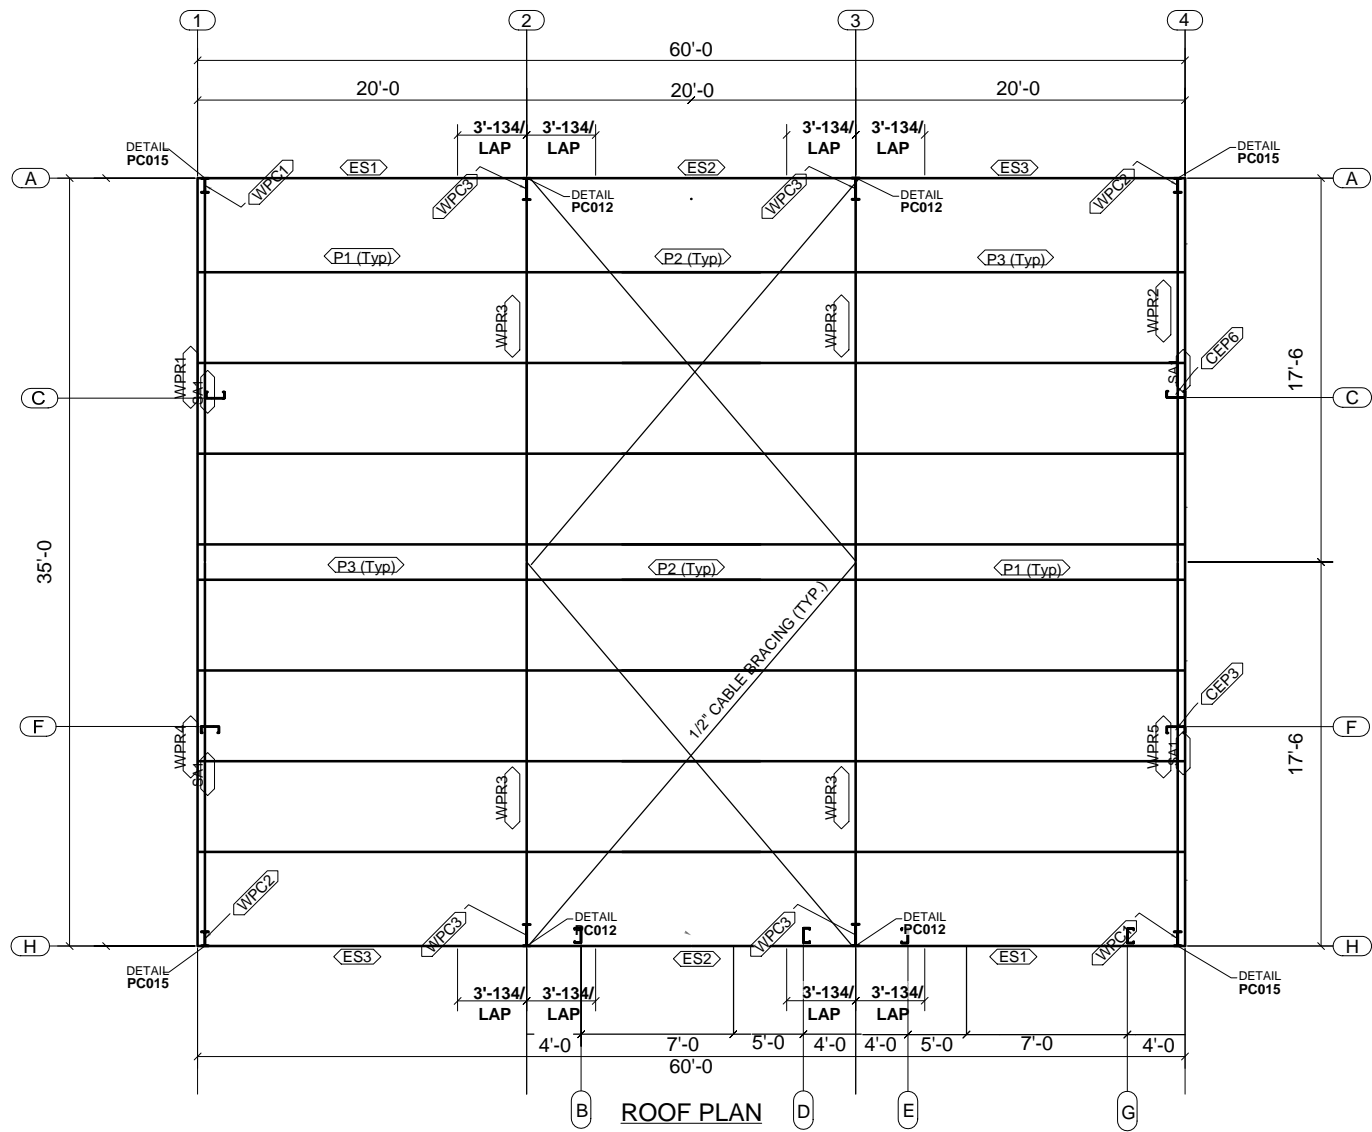 1 2 3 4
60'-0
20'-0 20'-0 20'-0
3'-134/ 3'-134/ 3'-134/ 3'-134/
LAP LAP LAP LAP
DETAIL DETAIL
PC015 PC015
A ES1 ES2 ES3 A
WPC1 WPC3 WPC3 WPC2
DETAIL DETAIL
PC012 PC012
P1 (Typ) P2 (Typ) P3 (Typ)
WPR3 WPR3 WPR2
WPR1 SA1 SA1 CEP6 17'-6
C C
35'-0
P3 (Typ) P2 (Typ) P1 (Typ)
1/2" CABLE BRACING (TYP.)
CEP3
F F
WPR4 SA1 WPR5 SA1 17'-6
WPR3 WPR3
WPC2 WPC3 WPC3
DETAIL DETAIL
PC012 PC012
H ES3 ES2 ES1 H
DETAIL DETAIL
PC015 PC015
3'-134/ 3'-134/ 3'-134/ 3'-134/
LAP LAP LAP LAP
4'-0 7'-0 5'-0 4'-0 4'-0 5'-0 7'-0 4'-0
60'-0
B D E G
ROOF PLAN